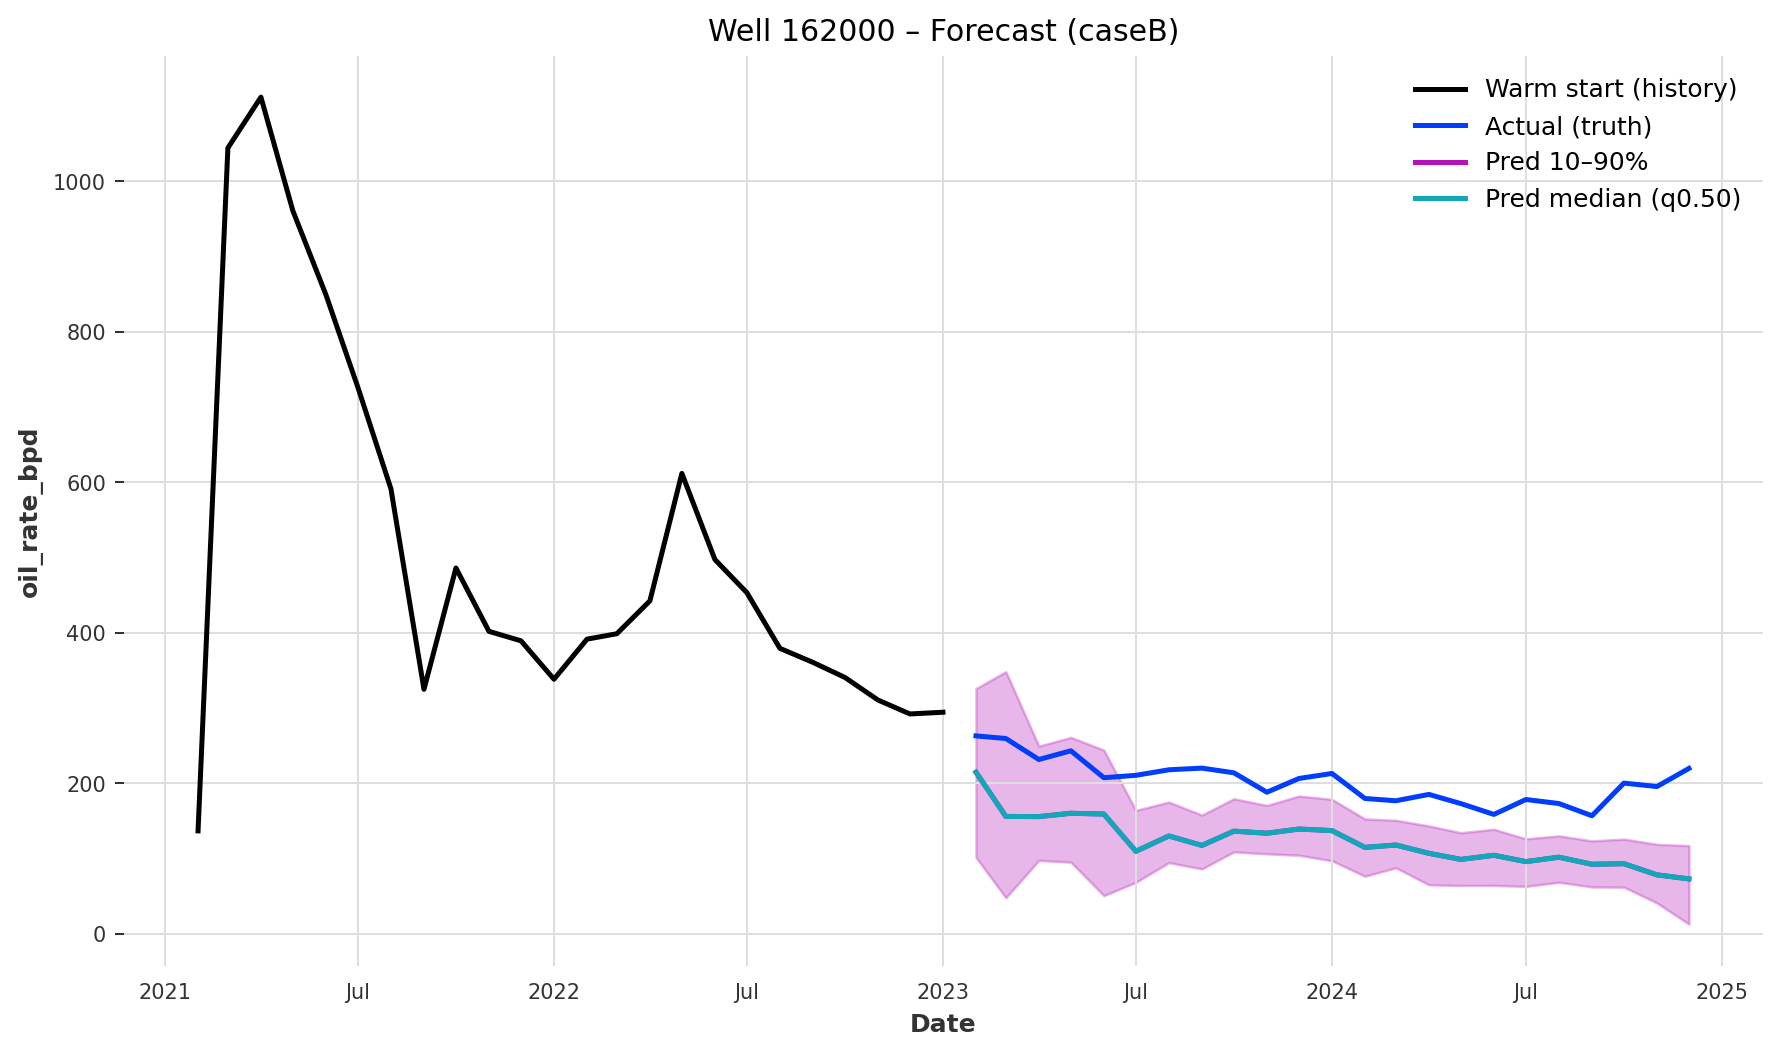 Well 162000 – Forecast (caseB)
Warm start (history)
Actual (truth)
Pred 10–90%
Pred median (q0.50)
oil_rate_bpd
1000
800
600
400
200
0
2021
Jul
2022
Jul
2023
Jul
2024
Jul
2025
Date